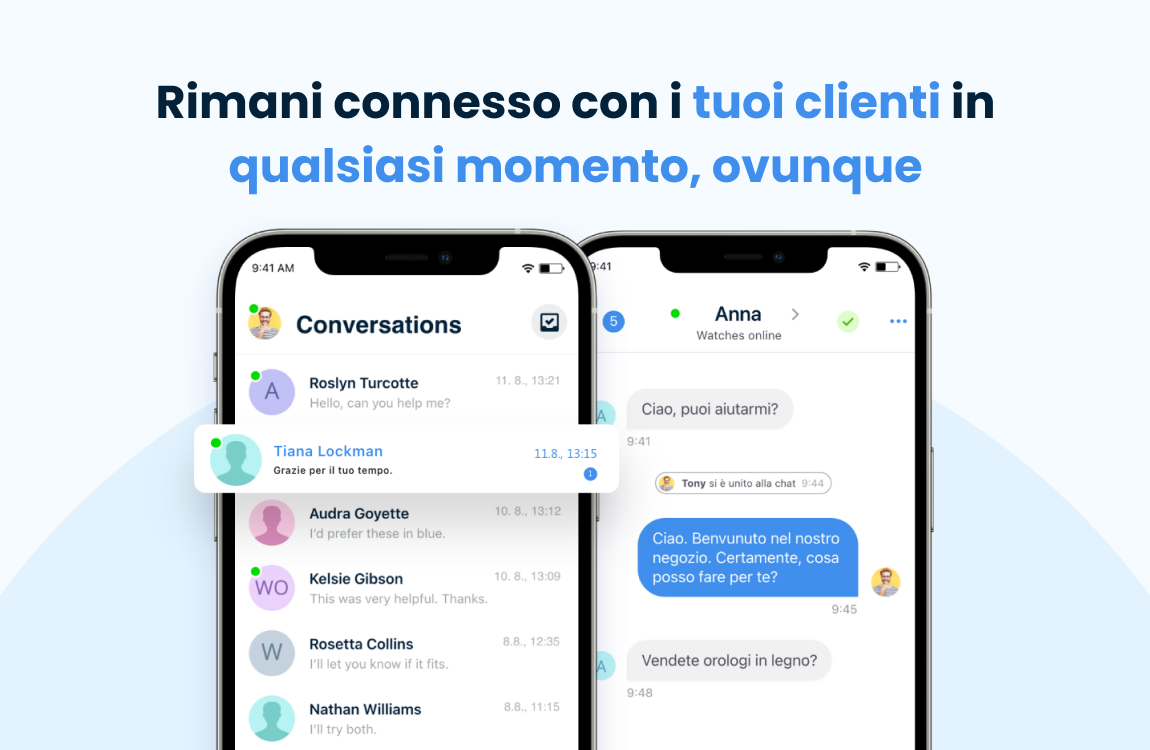 Rimani connesso con i tuoi clienti in
qualsiasi momento, ovunque
9:41 AM
Conversations
A
Roslyn Turcotte
11. 8., 13:21
Hello, can you help me?
Tiana Lockman
11.8., 13:15
Grazie per il tuo tempo.
1
Audra Goyette
10. 8., 13:12
I'd prefer these in blue.
WO
Kelsie Gibson
10. 8., 13:09
This was very helpful. Thanks.
W
Rosetta Collins
8.8., 12:35
I'll let you know if it fits.
Nathan Williams
8.8., 11:15
I'll try both.
9:41
5
Anna
Watches online
A
Ciao, puoi aiutarmi?
9:41
Tony si è unito alla chat 9:44
Ciao. Benvenuto nel nostro
negozio. Certamente, cosa
posso fare per te?
9:45
A
Vendete orologi in legno?
9:48